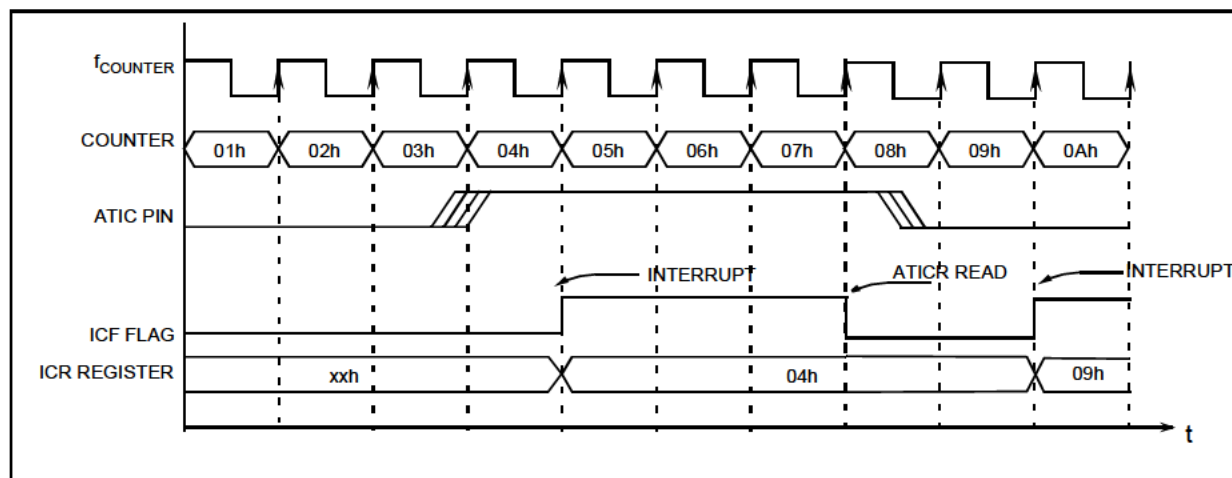 fCOUNTER
COUNTER 01h 02h 03h 04h 05h 06h 07h 08h 09h 0Ah
ATIC PIN
INTERRUPT ATICR READ INTERRUPT
ICF FLAG
ICR REGISTER xxh 04h 09h
t